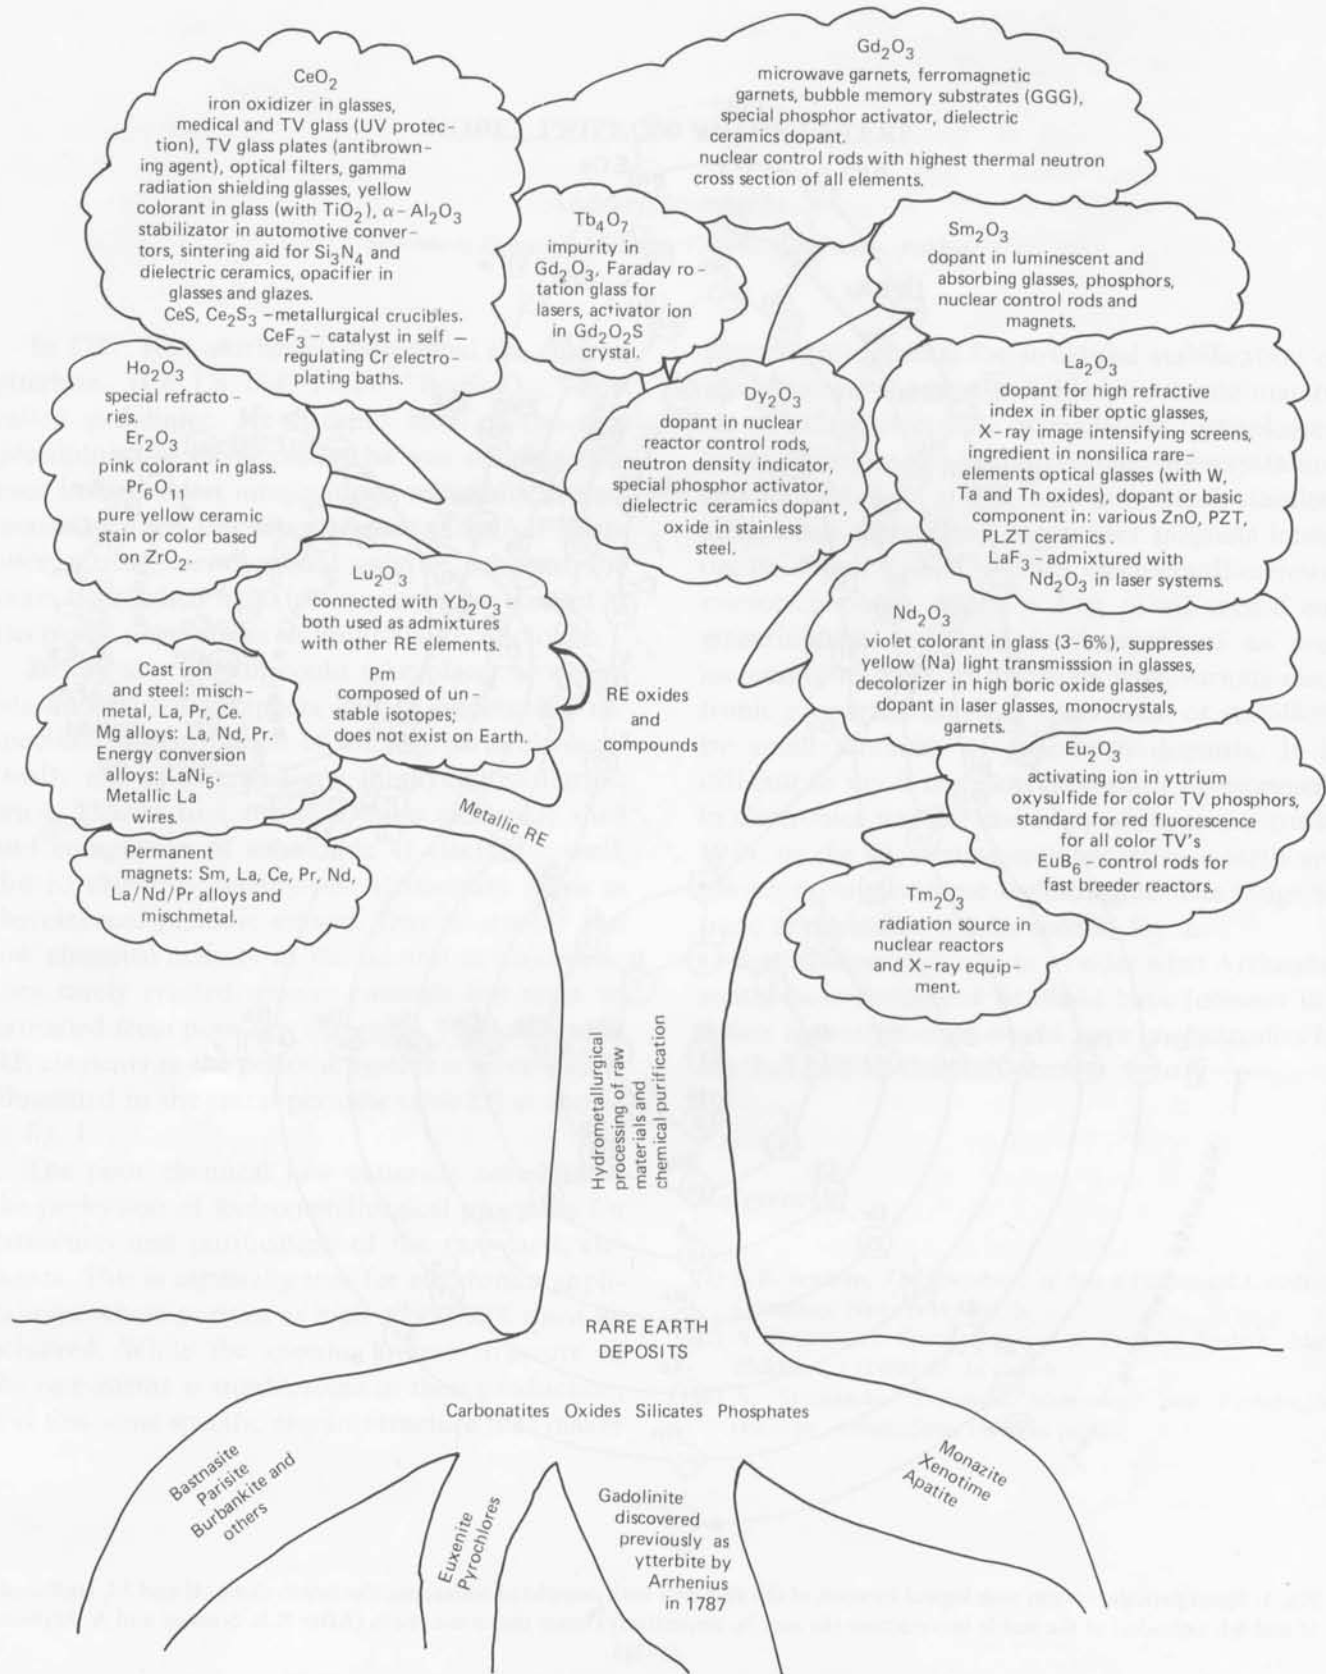 CeO2
iron oxidizer in glasses,
medical and TV glass (UV protec-
tion), TV glass plates (antibrown-
ing agent), optical filters, gamma
radiation shielding glasses, yellow
colorant in glass (with TiO2), α-Al2O3
stabilizator in automotive conver-
tors, sintering aid for Si3N4 and
dielectric ceramics, opacifier in
glasses and glazes.
CeS, Ce2S3 -metallurgical crucibles.
CeF3 - catalyst in self -
regulating Cr electro-
plating baths.
Gd2O3
microwave garnets, ferromagnetic
garnets, bubble memory substrates (GGG),
special phosphor activator, dielectric
ceramics dopant.
nuclear control rods with highest thermal neutron
cross section of all elements.
Tb4O7
impurity in
Gd2O3, Faraday ro-
tation glass for
lasers, activator ion
in Gd2O2S
crystal.
Sm2O3
dopant in luminescent and
absorbing glasses, phosphors,
nuclear control rods and
magnets.
Ho2O3
special refracto-
ries.
Er2O3
pink colorant in glass.
Pr6O11
pure yellow ceramic
stain or color based
on ZrO2.
Dy2O3
dopant in nuclear
reactor control rods,
neutron density indicator,
special phosphor activator,
dielectric ceramics dopant,
oxide in stainless
steel.
La2O3
dopant for high refractive
index in fiber optic glasses,
X-ray image intensifying screens,
ingredient in nonsilica rare-
elements optical glasses (with W,
Ta and Th oxides), dopant or basic
component in: various ZnO, PZT,
PLZT ceramics.
LaF3 - admixtured with
Nd2O3 in laser systems.
Lu2O3
connected with Yb2O3-
both used as admixtures
with other RE elements.
Pm
composed of un-
stable isotopes;
does not exist on Earth.
Nd2O3
violet colorant in glass (3-6%), suppresses
yellow (Na) light transmisssion in glasses,
decolorizer in high boric oxide glasses,
dopant in laser glasses, monocrystals,
garnets.
Cast iron
and steel: misch-
metal, La, Pr, Ce.
Mg alloys: La, Nd, Pr.
Energy conversion
alloys: LaNi5.
Metallic La
wires.
RE oxides
and
compounds
Eu2O3
activating ion in yttrium
oxysulfide for color TV phosphors,
standard for red fluorescence
for all color TV's
EuB6 - control rods for
fast breeder reactors.
Metallic RE
Permanent
magnets: Sm, La, Ce, Pr, Nd,
La/Nd/Pr alloys and
mischmetal.
Tm2O3
radiation source in
nuclear reactors
and X-ray equip-
ment.
Hydrometallurgical
processing of raw
materials and
chemical purification
RARE EARTH
DEPOSITS
Carbonatites Oxides Silicates Phosphates
Bastnasite
Parisite
Burbankite and
others
Euxenite
Pyrochlores
Gadolinite
discovered
previously as
ytterbite by
Arrhenius
in 1787
Monazite
Xenotime
Apatite